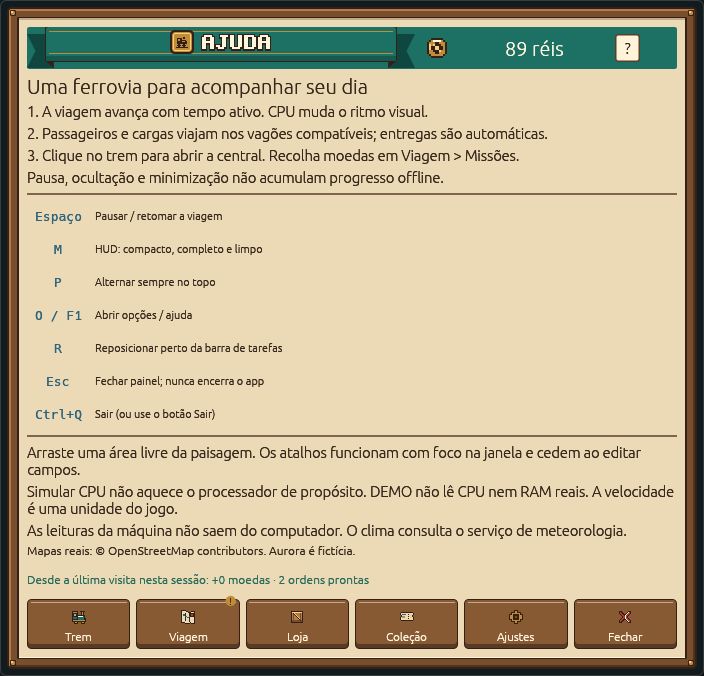 AJUDA
89 réis
?
Uma ferrovia para acompanhar seu dia
1. A viagem avança com tempo ativo. CPU muda o ritmo visual.
2. Passageiros e cargas viajam nos vagões compatíveis; entregas são automáticas.
3. Clique no trem para abrir a central. Recolha moedas em Viagem > Missões.
Pausa, ocultação e minimização não acumulam progresso offline.
Espaço Pausar / retomar a viagem
M HUD: compacto, completo e limpo
P Alternar sempre no topo
O / F1 Abrir opções / ajuda
R Reposicionar perto da barra de tarefas
Esc Fechar painel; nunca encerra o app
Ctrl+Q Sair (ou use o botão Sair)
Arraste uma área livre da paisagem. Os atalhos funcionam com foco na janela e cedem ao editar
campos.
Simular CPU não aquece o processador de propósito. DEMO não lê CPU nem RAM reais. A velocidade
é uma unidade do jogo.
As leituras da máquina não saem do computador. O clima consulta o serviço de meteorologia.
Mapas reais: © OpenStreetMap contributors. Aurora é fictícia.
Desde a última visita nesta sessão: +0 moedas · 2 ordens prontas
!
Trem Viagem Loja Coleção Ajustes Fechar